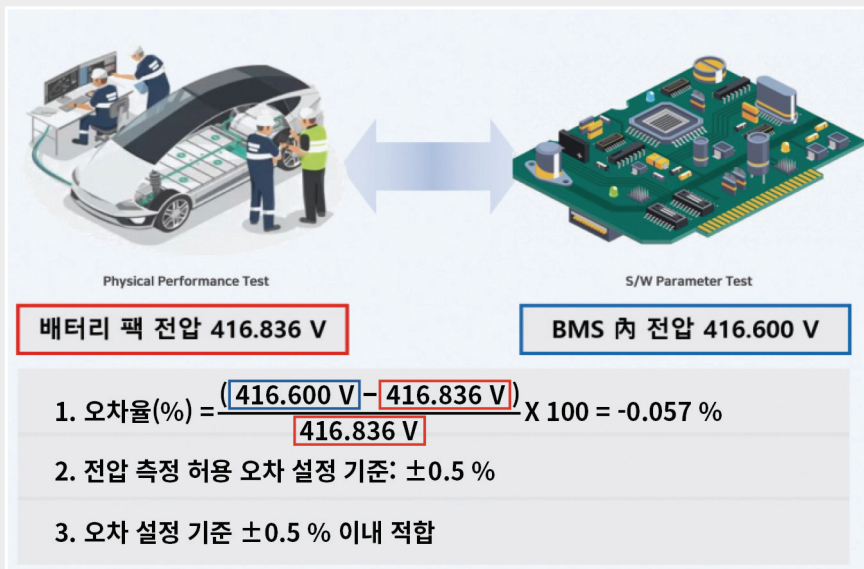 Physical Performance Test
S/W Parameter Test
배터리 팩 전압 416.836 V
BMS 內 전압 416.600 V
1. 오차율(%) = (416.600 V − 416.836 V) / 416.836 V X 100 = -0.057 %
2. 전압 측정 허용 오차 설정 기준: ±0.5 %
3. 오차 설정 기준 ±0.5 % 이내 적합